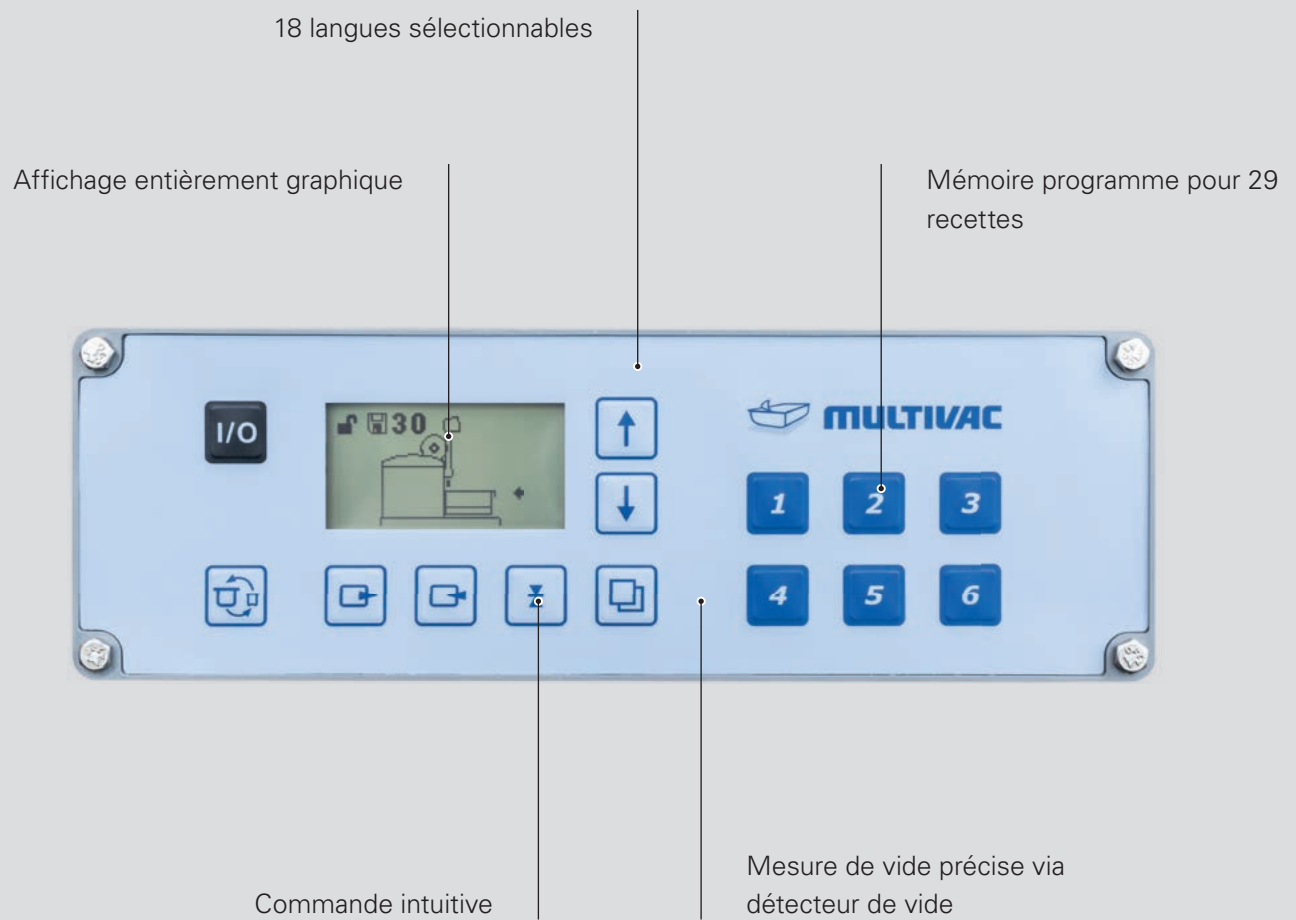 18 langues sélectionnables
Affichage entièrement graphique
Mémoire programme pour 29
recettes
I/O
30
MULTIVAC
1
2
3
4
5
6
Commande intuitive
Mesure de vide précise via
détecteur de vide